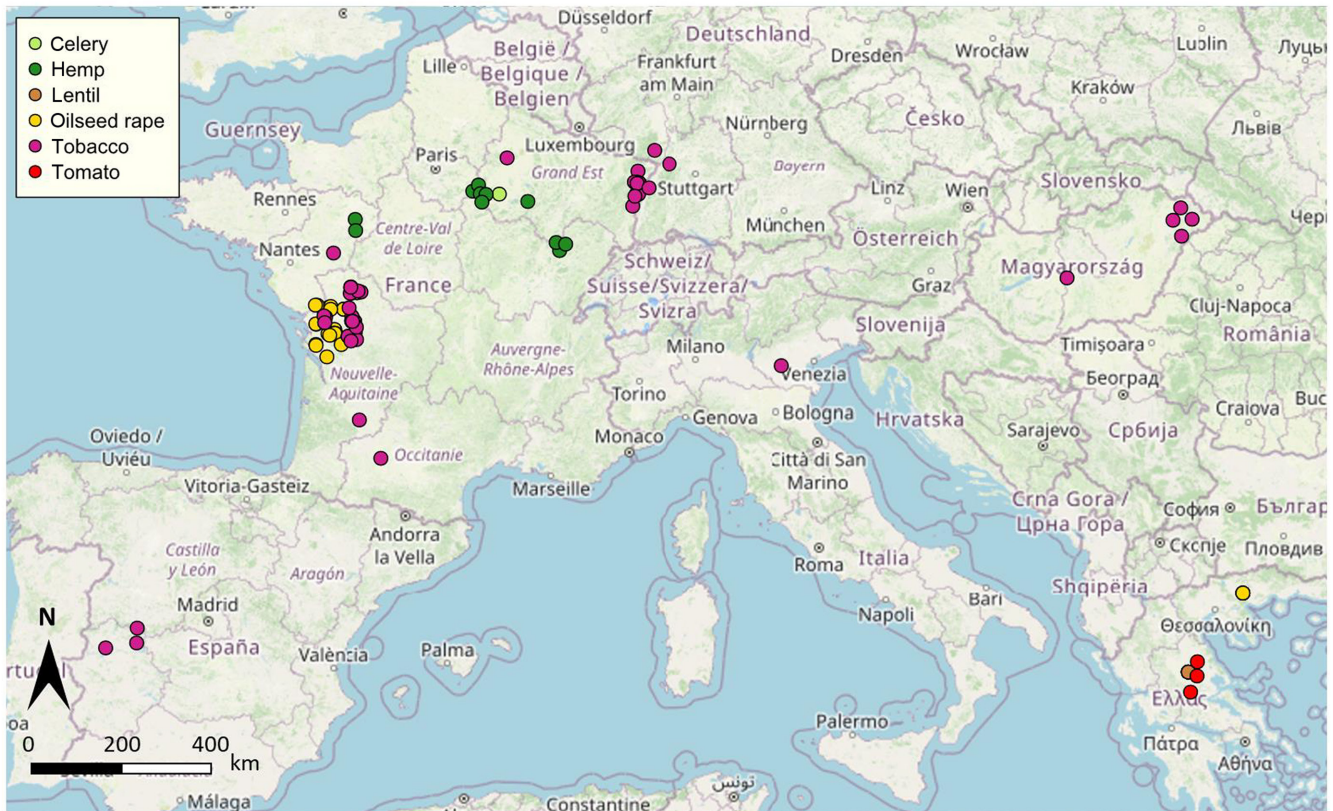 Düsseldorf
Celery
Hemp
Lentil
Oilseed rape
Tobacco
Tomato
België /
Belgique /
Belgien
Deutschland
Dresden
Wrocław
Lublin
Lille
Frankfurt
am Main
Kraków
Guernsey
Nürnberg
Česko
Львів
Paris
Luxembourg
Grand Est
Bayern
Rennes
Stuttgart
Linz
Wien
Slovensko
Nantes
Centre-Val
de Loire
München
Österreich
France
Schweiz/
Suisse/Svizzera/
Svizra
Graz
Magyarország
Cluj-Napoca
Slovenija
România
Auvergne-
Rhône-Alpes
Milano
Venezia
Timișoara
Nouvelle-
Aquitaine
Torino
Београд
Genova
Bologna
Hrvatska
Craiova
Oviedo /
Uviéu
Occitanie
Monaco
Sarajevo
Србија
Vitoria-Gasteiz
Marseille
Città di San
Marino
Crna Gora /
Црна Гора
София
Andorra
la Vella
Скопје
Пловдив
Castilla
y León
Aragón
Roma
Italia
Shqipëria
Madrid
Napoli
Bari
Θεσσαλονίκη
N
España
València
Palma
Ελλάς
Palermo
Πάτρα
Αθήνα
0 200 400
km
Málaga
Constantine
تونس